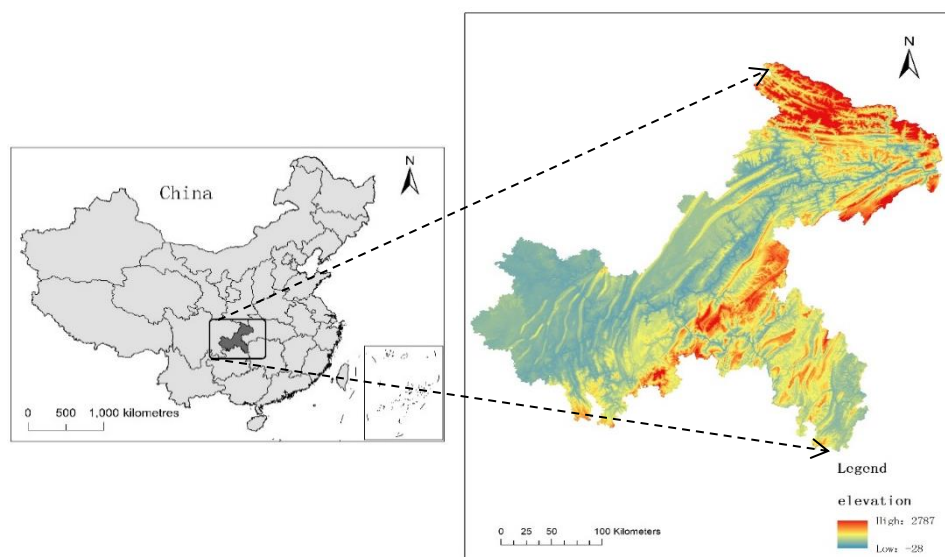 N
China
0 500 1,000 kilometres
N
Legend
elevation
High: 2787
Low: -28
0 25 50 100 Kilometers